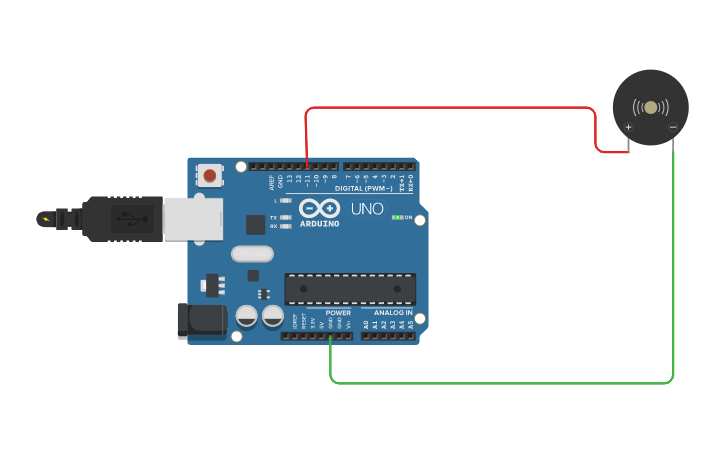 AREF
GND
13
12
~11
~10
~9
8
7
~6
~5
4
~3
2
TX→1
RX←0
DIGITAL (PWM~)
L
TX
RX
UNO
ON
ARDUINO
POWER
ANALOG IN
IOREF
RESET
3.3V
5V
GND
GND
Vin
A0
A1
A2
A3
A4
A5